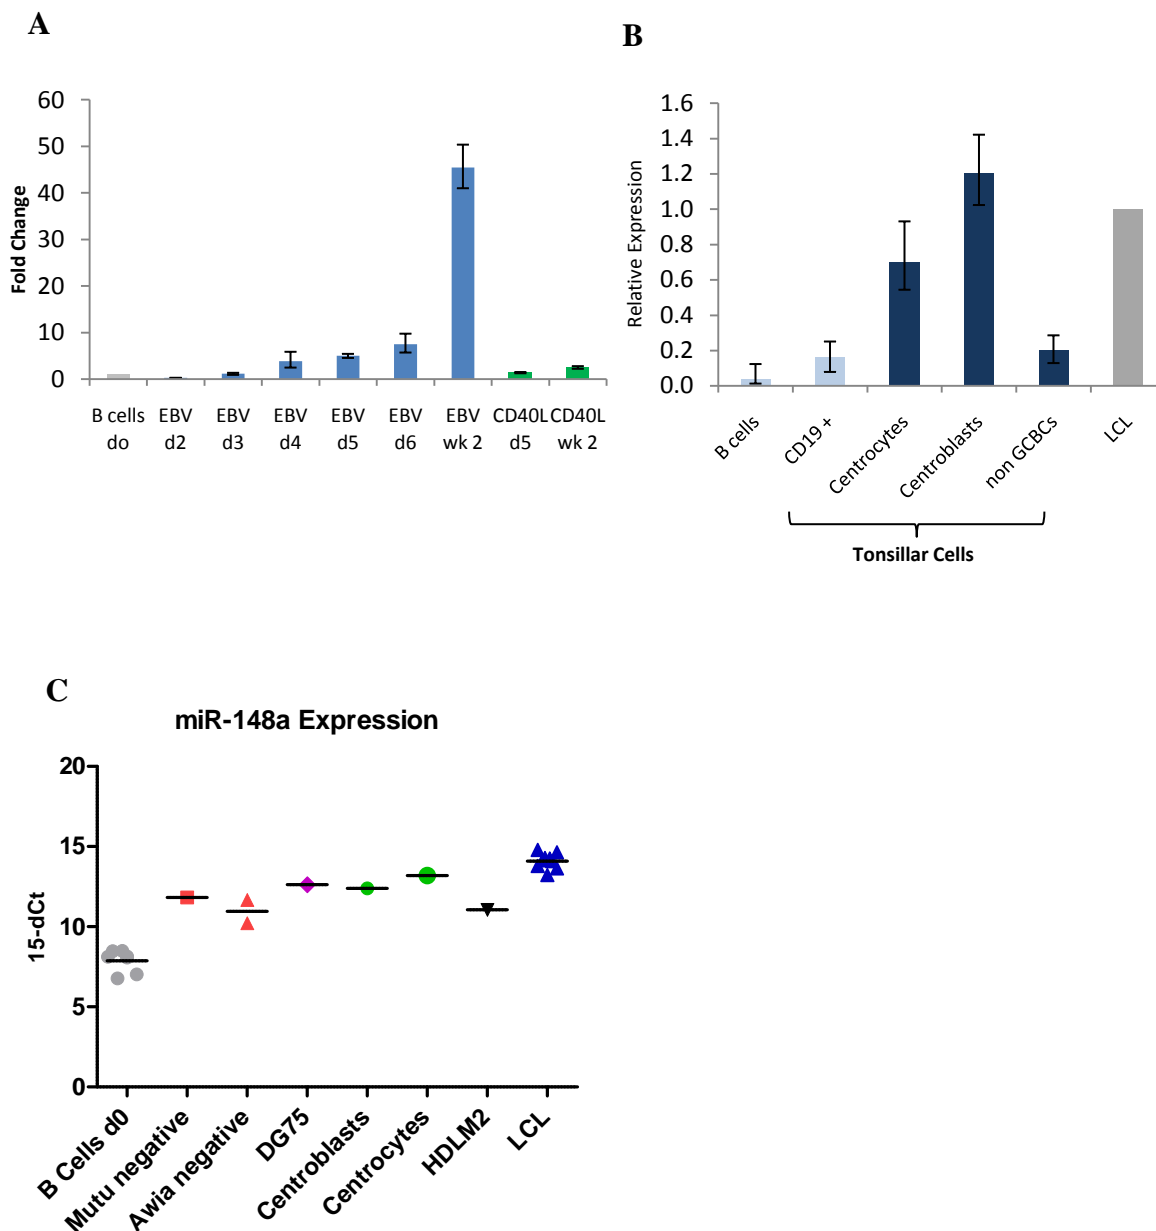 A
Fold Change
60
50
40
30
20
10
0
B cells EBV EBV EBV EBV EBV EBV CD40L CD40L
do d2 d3 d4 d5 d6 wk 2 d5 wk 2
B
Relative Expression
1.6
1.4
1.2
1.0
0.8
0.6
0.4
0.2
0.0
B cells
CD19 +
Centrocytes
Centroblasts
non GCBCs
LCL
Tonsillar Cells
C
miR-148a Expression
15-dCt
20
15
10
5
0
B Cells d0
Mutu negative
Awia negative
DG75
Centroblasts
Centrocytes
HDLM2
LCL